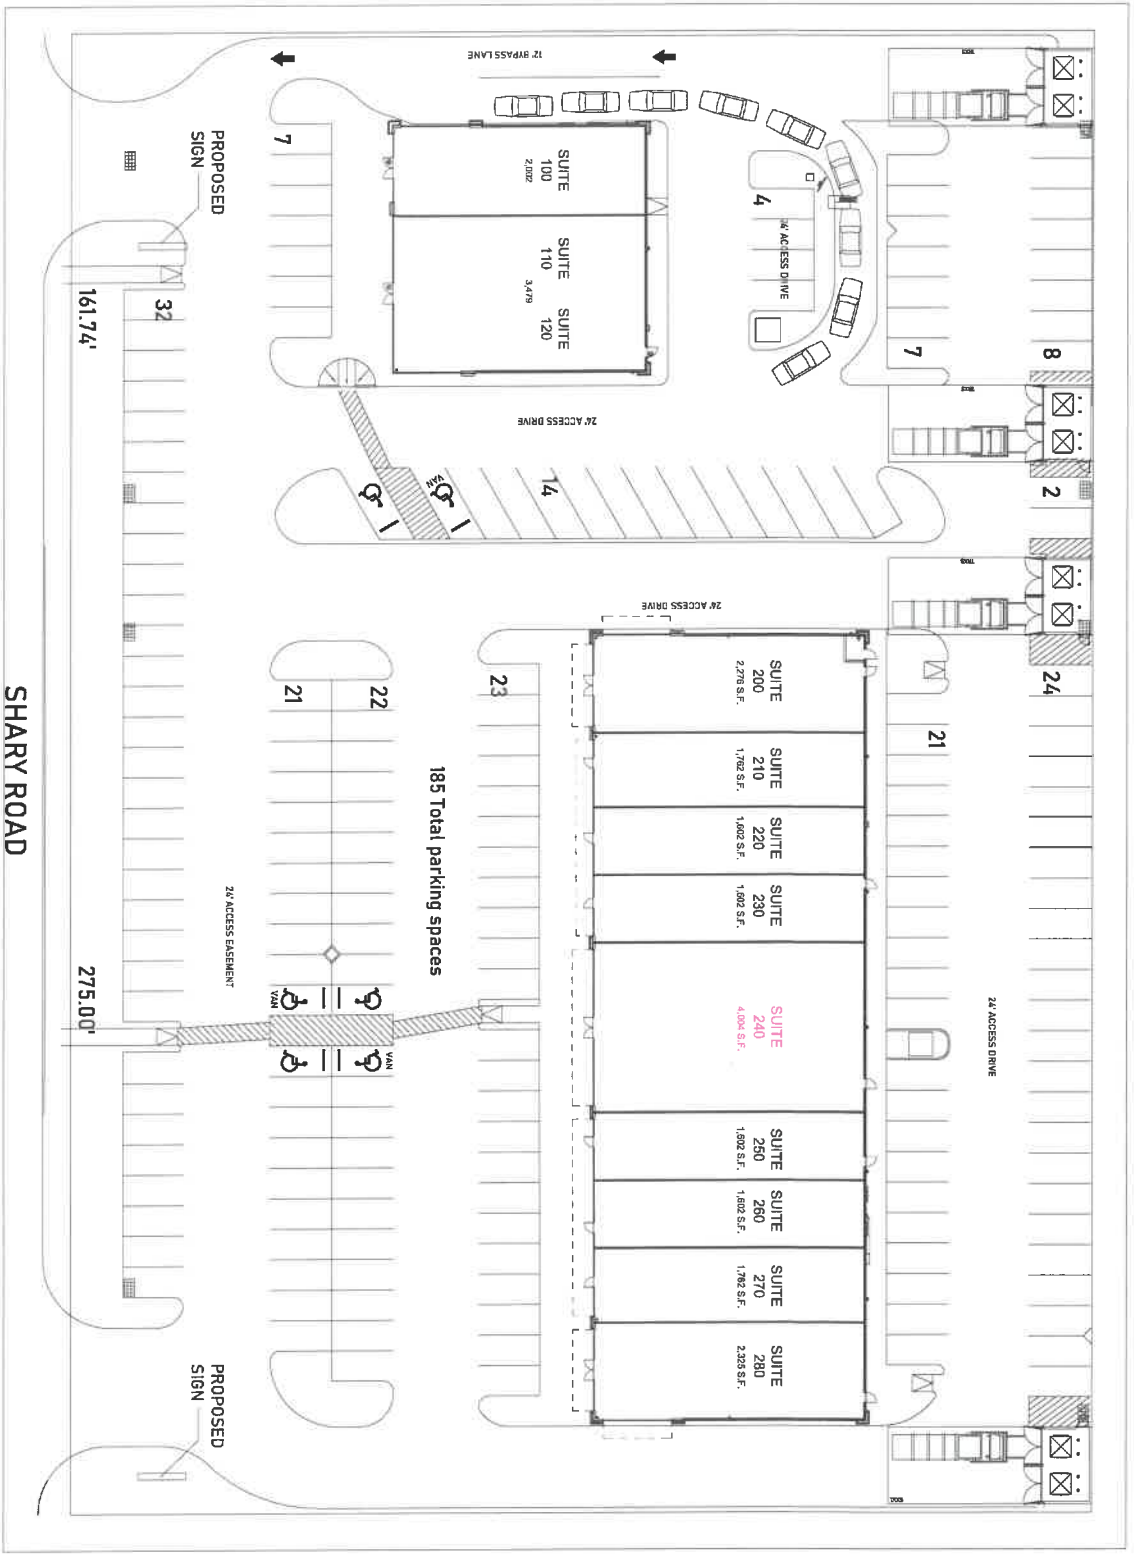 12' BYPASS LANE
PROPOSED
SIGN
7
SUITE
100
2,002
SUITE
110
3,479
SUITE
120
4
24' ACCESS DRIVE
7
8
161.74'
32
24' ACCESS DRIVE
VAN
14
2
24' ACCESS DRIVE
21
22
23
SUITE
200
2,276 S.F.
21
24
SUITE
210
1,762 S.F.
SUITE
220
1,602 S.F.
SUITE
230
1,602 S.F.
185 Total parking spaces
24' ACCESS EASEMENT
275.00'
VAN
VAN
SUITE
240
4,004 S.F.
24' ACCESS DRIVE
SUITE
250
1,602 S.F.
SUITE
260
1,602 S.F.
SUITE
270
1,762 S.F.
SUITE
280
2,325 S.F.
PROPOSED
SIGN
SHARY ROAD